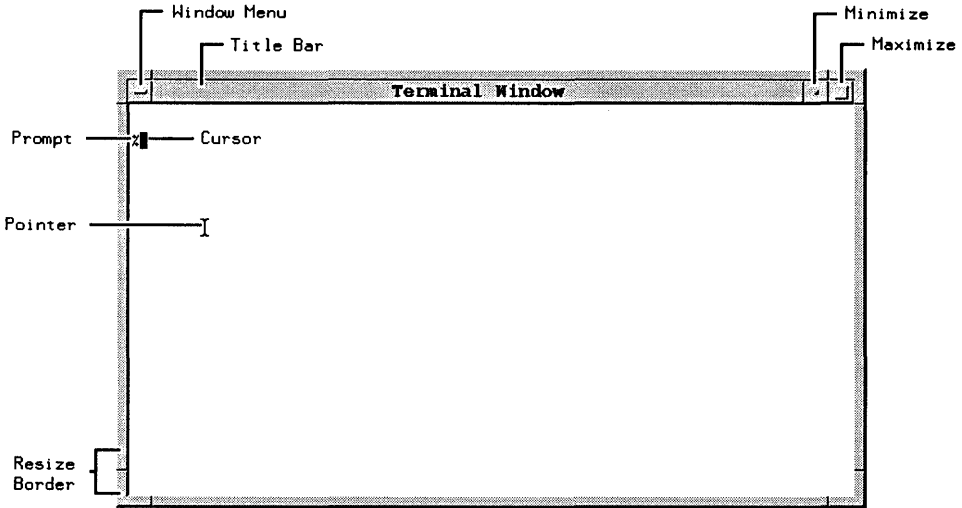 Window Menu
Minimize
Title Bar
Maximize
Terminal Window
Prompt
%
Cursor
Pointer
Resize
Border